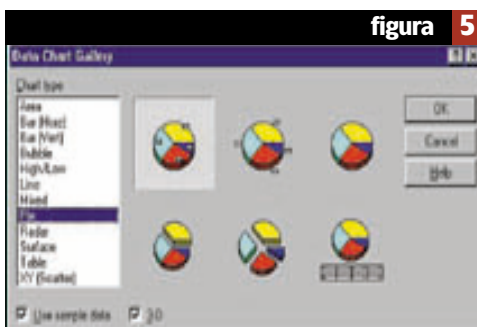 figura 5
Data Chart Gallery
Chart type
Area
Bar (Horz)
Bar (Vert)
Bubble
High/Low
Line
Mixed
Pie
Radar
Surface
Table
XY (Scatter)
OK
Cancel
Help
Use sample data
3-D